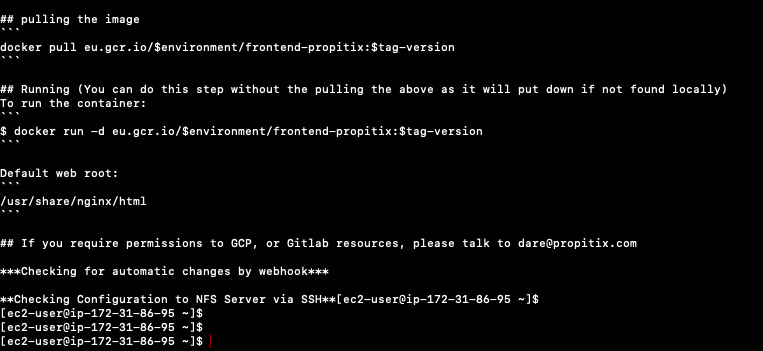 ## pulling the image
```
docker pull eu.gcr.io/$environment/frontend-propitix:$tag-version
```
## Running (You can do this step without the pulling the above as it will put down if not found locally)
To run the container:
```
$ docker run -d eu.gcr.io/$environment/frontend-propitix:$tag-version
```
Default web root:
```
/usr/share/nginx/html
```
## If you require permissions to GCP, or Gitlab resources, please talk to dare@propitix.com
***Checking for automatic changes by webhook***
**Checking Configuration to NFS Server via SSH**[ec2-user@ip-172-31-86-95 ~]$
[ec2-user@ip-172-31-86-95 ~]$
[ec2-user@ip-172-31-86-95 ~]$
[ec2-user@ip-172-31-86-95 ~]$